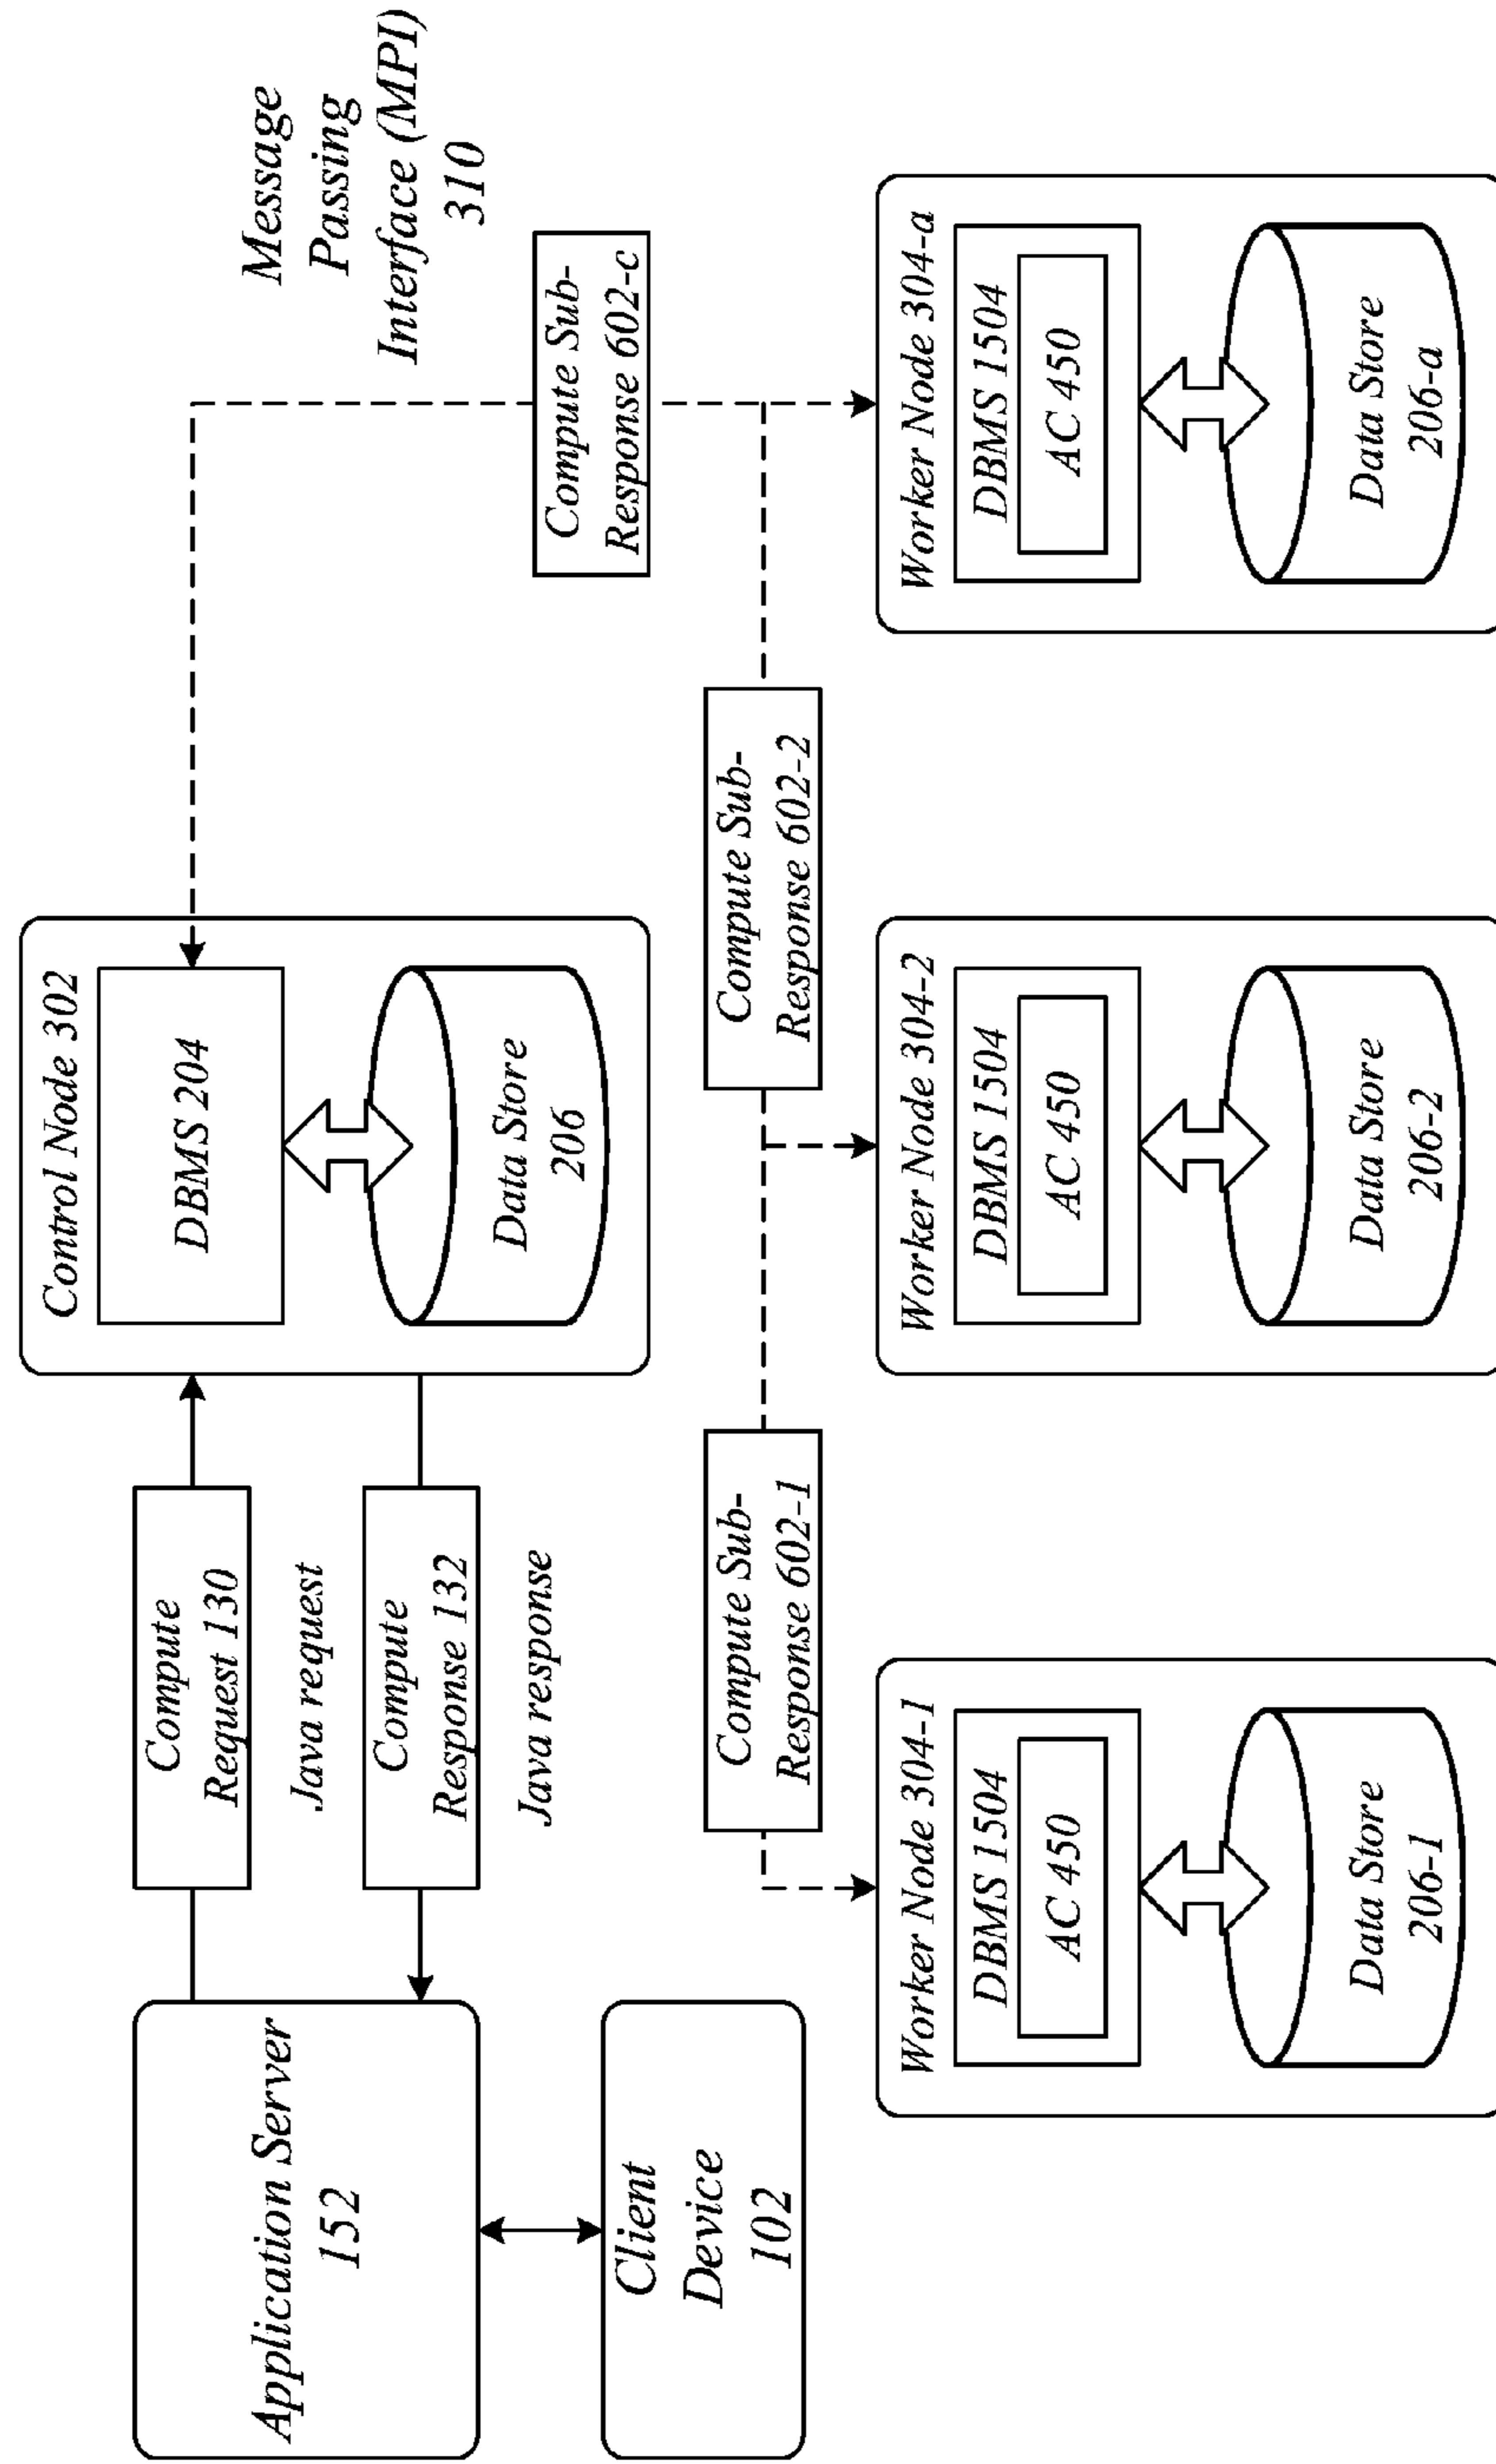 Application Server
152
Client
Device
102
Compute
Request 130
Java request
Compute
Response 132
Java response
Control Node 302
DBMS 204
Data Store
206
Message
Passing
Interface (MPI)
310
Compute Sub-
Response 602-1
Compute Sub-
Response 602-2
Compute Sub-
Response 602-c
Worker Node 304-1
DBMS 1504
AC 450
Data Store
206-1
Worker Node 304-2
DBMS 1504
AC 450
Data Store
206-2
Worker Node 304-a
DBMS 1504
AC 450
Data Store
206-a